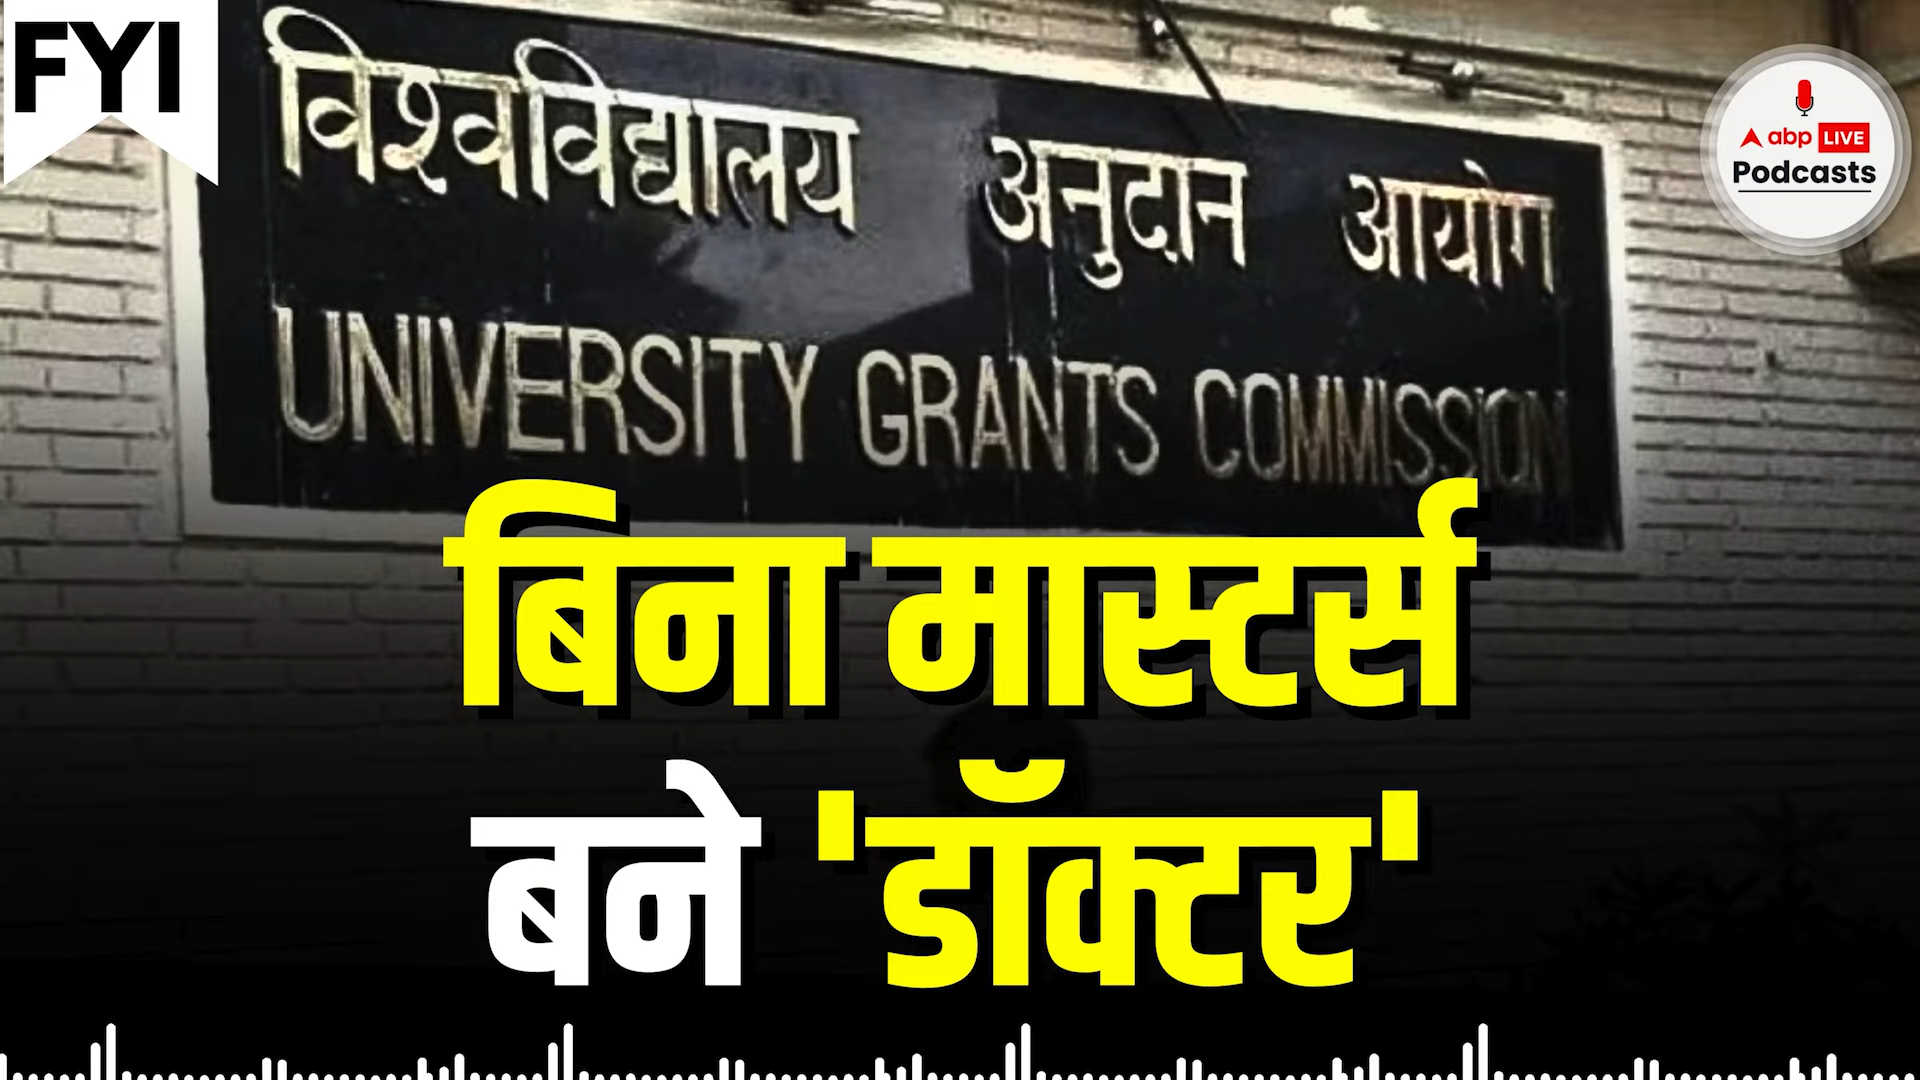 FYI
abp LIVE
Podcasts
विश्वविद्यालय अनुदान आयोग
UNIVERSITY GRANTS COMMISSION
बिना मास्टर्स
बने 'डॉक्टर'